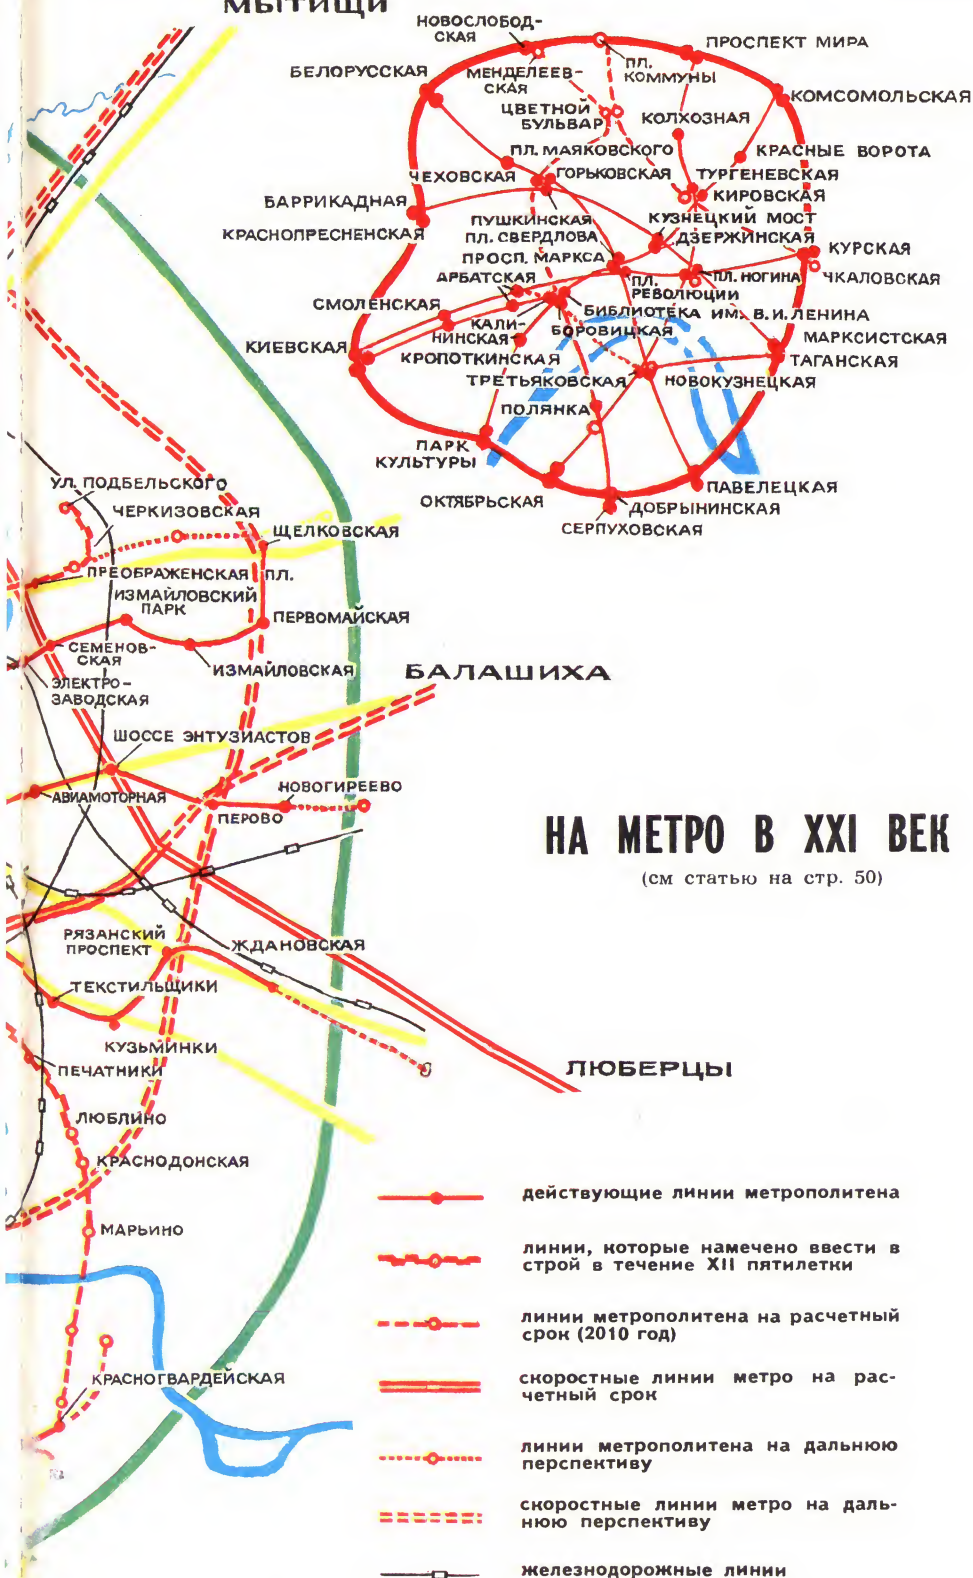 МЫТИЩИ
НОВОСЛОБОД-
СКАЯ
ПРОСПЕКТ МИРА
ПЛ.
КОММУНЫ
БЕЛОРУССКАЯ
МЕНДЕЛЕЕВ-
СКАЯ
КОМСОМОЛЬСКАЯ
ЦВЕТНОЙ
БУЛЬВАР
КОЛХОЗНАЯ
ПЛ. МАЯКОВСКОГО
КРАСНЫЕ ВОРОТА
ЧЕХОВСКАЯ
ГОРЬКОВСКАЯ
ТУРГЕНЕВСКАЯ
КИРОВСКАЯ
БАРРИКАДНАЯ
ПУШКИНСКАЯ
КУЗНЕЦКИЙ МОСТ
КРАСНОПРЕСНЕНСКАЯ
ПЛ. СВЕРДЛОВА
ДЗЕРЖИНСКАЯ
КУРСКАЯ
ПРОСП. МАРКСА
АРБАТСКАЯ
ПЛ. НОГИНА
ЧКАЛОВСКАЯ
ПЛ.
РЕВОЛЮЦИИ
СМОЛЕНСКАЯ
БИБЛИОТЕКА ИМ. В. И. ЛЕНИНА
КАЛИ-
НИНСКАЯ
БОРОВИЦКАЯ
МАРКСИСТСКАЯ
КИЕВСКАЯ
КРОПОТКИНСКАЯ
ТАГАНСКАЯ
ТРЕТЬЯКОВСКАЯ
НОВОКУЗНЕЦКАЯ
ПОЛЯНКА
ПАРК
КУЛЬТУРЫ
ПАВЕЛЕЦКАЯ
ОКТЯБРЬСКАЯ
ДОБРЫНИНСКАЯ
СЕРПУХОВСКАЯ
УЛ. ПОДБЕЛЬСКОГО
ЧЕРКИЗОВСКАЯ
ЩЕЛКОВСКАЯ
ПРЕОБРАЖЕНСКАЯ ПЛ.
ИЗМАЙЛОВСКИЙ
ПАРК
ПЕРВОМАЙСКАЯ
СЕМЕНОВ-
СКАЯ
ИЗМАЙЛОВСКАЯ
ЭЛЕКТРО-
ЗАВОДСКАЯ
БАЛАШИХА
ШОССЕ ЭНТУЗИАСТОВ
НОВОГИРЕЕВО
АВИАМОТОРНАЯ
ПЕРОВО
НА МЕТРО В XXI ВЕК
(см статью на стр. 50)
РЯЗАНСКИЙ
ПРОСПЕКТ
ЖДАНОВСКАЯ
ТЕКСТИЛЬЩИКИ
КУЗЬМИНКИ
ПЕЧАТНИКИ
ЛЮБЕРЦЫ
ЛЮБЛИНО
КРАСНОДОНСКАЯ
МАРЬИНО
КРАСНОГВАРДЕЙСКАЯ
действующие линии метрополитена
линии, которые намечено ввести в
строй в течение XII пятилетки
линии метрополитена на расчетный
срок (2010 год)
скоростные линии метро на рас-
четный срок
линии метрополитена на дальнюю
перспективу
скоростные линии метро на даль-
нюю перспективу
железнодорожные линии